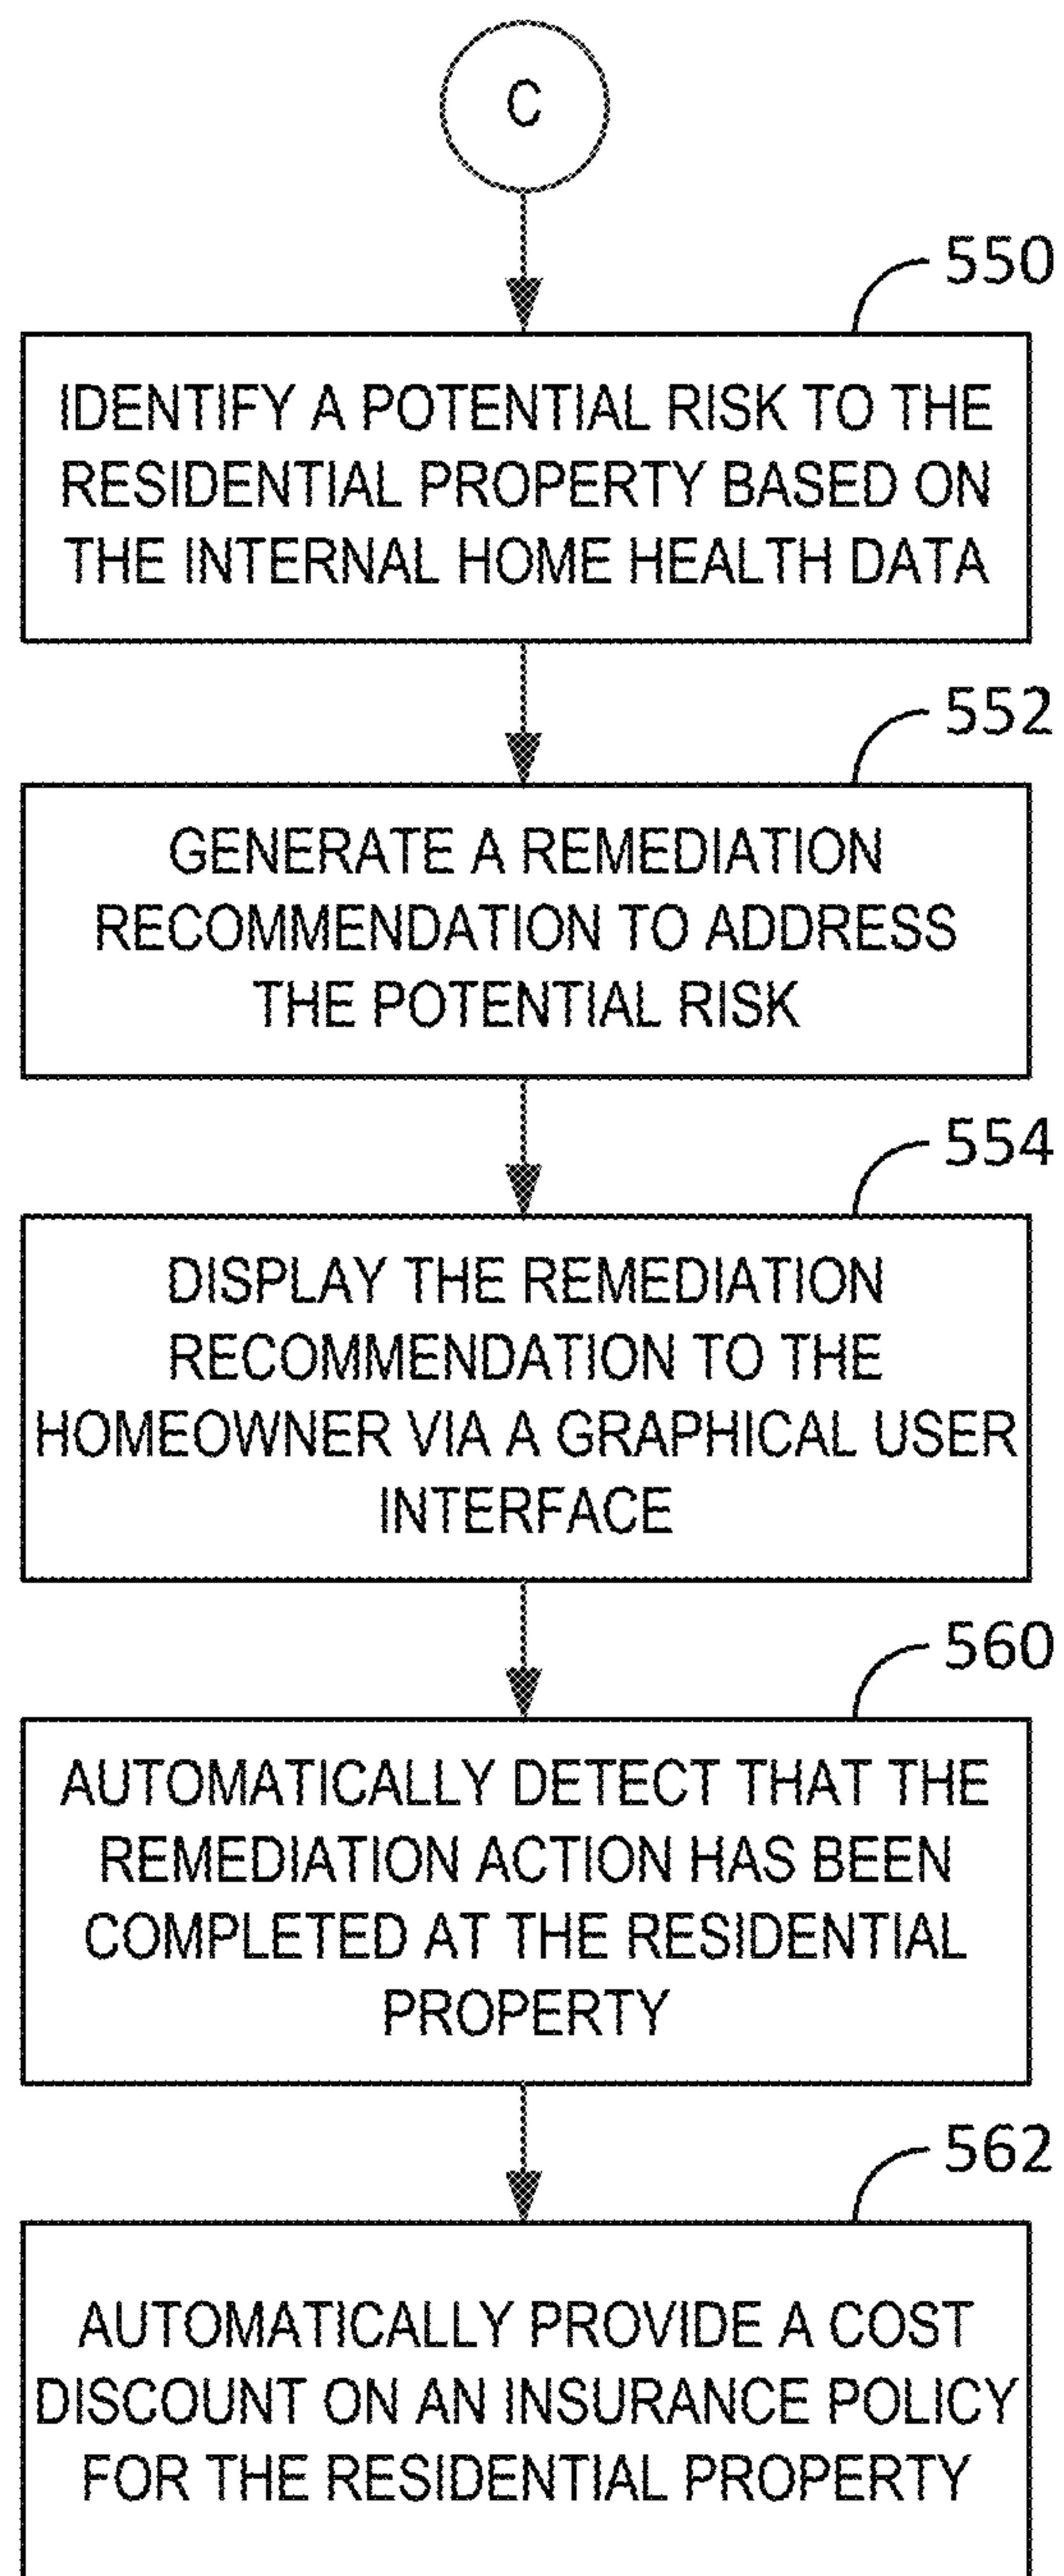 C
550
IDENTIFY A POTENTIAL RISK TO THE
RESIDENTIAL PROPERTY BASED ON
THE INTERNAL HOME HEALTH DATA
552
GENERATE A REMEDIATION
RECOMMENDATION TO ADDRESS
THE POTENTIAL RISK
554
DISPLAY THE REMEDIATION
RECOMMENDATION TO THE
HOMEOWNER VIA A GRAPHICAL USER
INTERFACE
560
AUTOMATICALLY DETECT THAT THE
REMEDIATION ACTION HAS BEEN
COMPLETED AT THE RESIDENTIAL
PROPERTY
562
AUTOMATICALLY PROVIDE A COST
DISCOUNT ON AN INSURANCE POLICY
FOR THE RESIDENTIAL PROPERTY